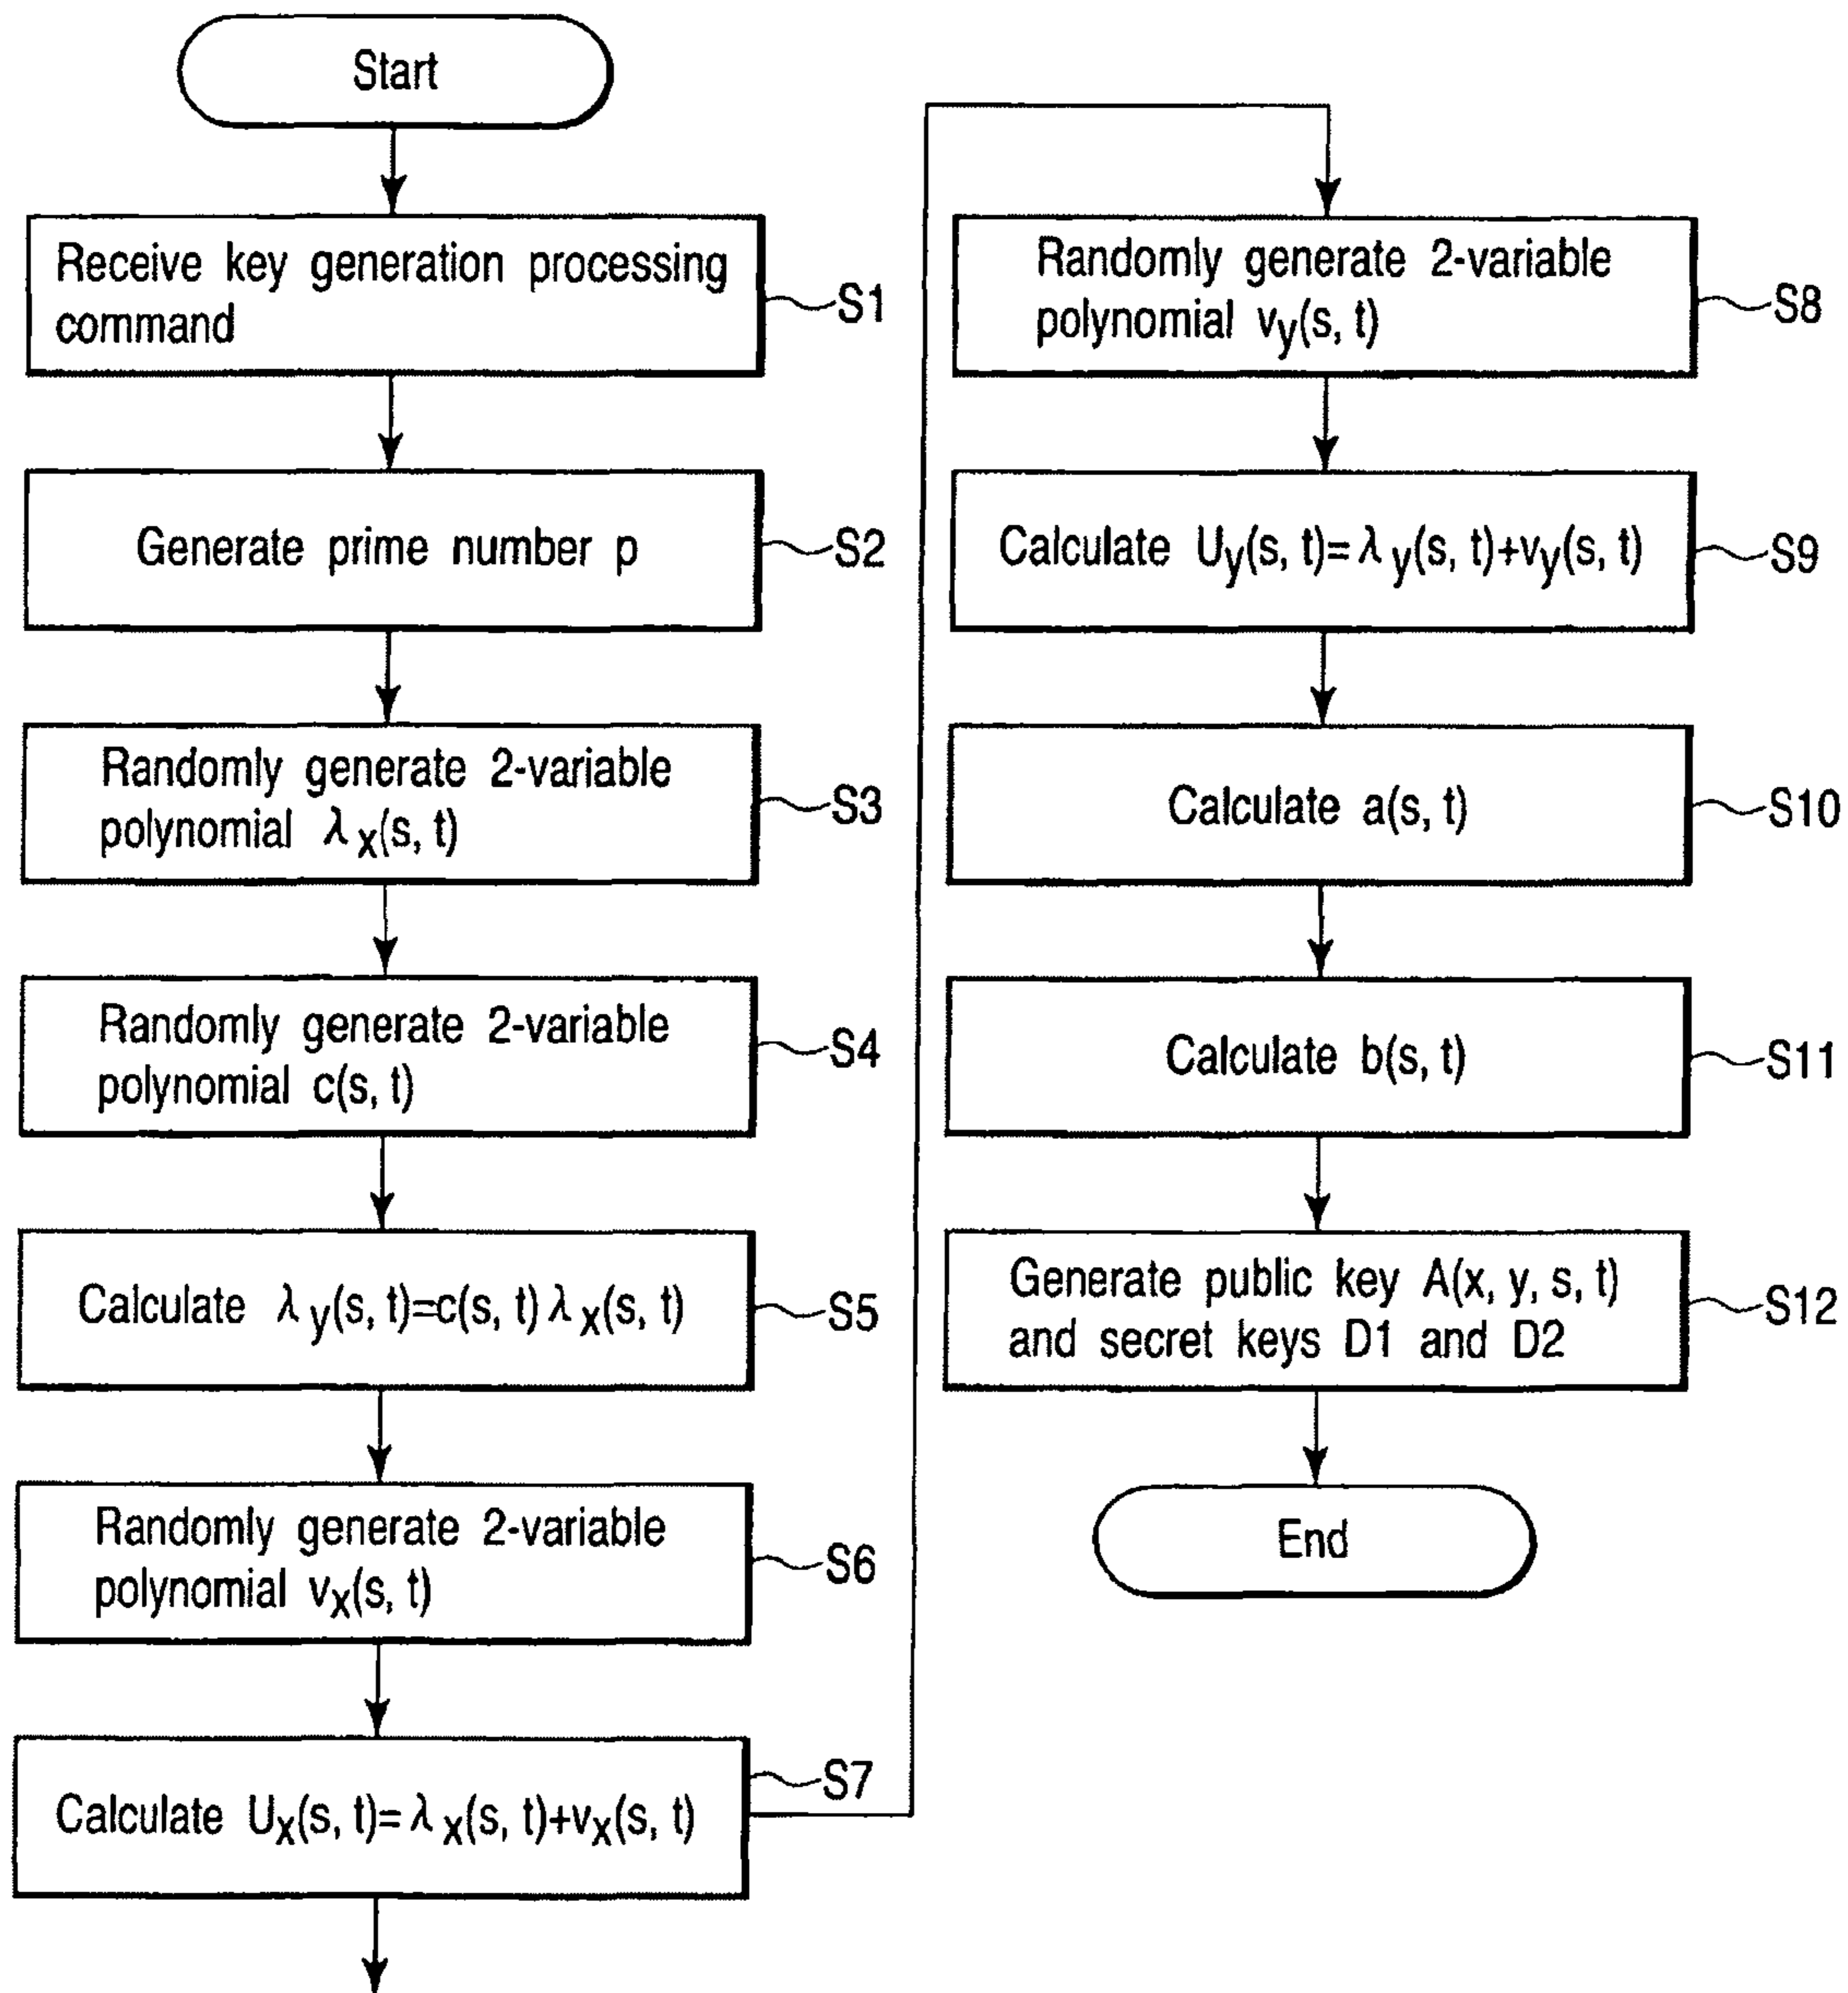 Start
Receive key generation processing
command
S1
Generate prime number p
S2
Randomly generate 2-variable
polynomial λx(s, t)
S3
Randomly generate 2-variable
polynomial c(s, t)
S4
Calculate λy(s, t)=c(s, t)λx(s, t)
S5
Randomly generate 2-variable
polynomial vx(s, t)
S6
Calculate Ux(s, t)=λx(s, t)+vx(s, t)
S7
Randomly generate 2-variable
polynomial vy(s, t)
S8
Calculate Uy(s, t)=λy(s, t)+vy(s, t)
S9
Calculate a(s, t)
S10
Calculate b(s, t)
S11
Generate public key A(x, y, s, t)
and secret keys D1 and D2
S12
End